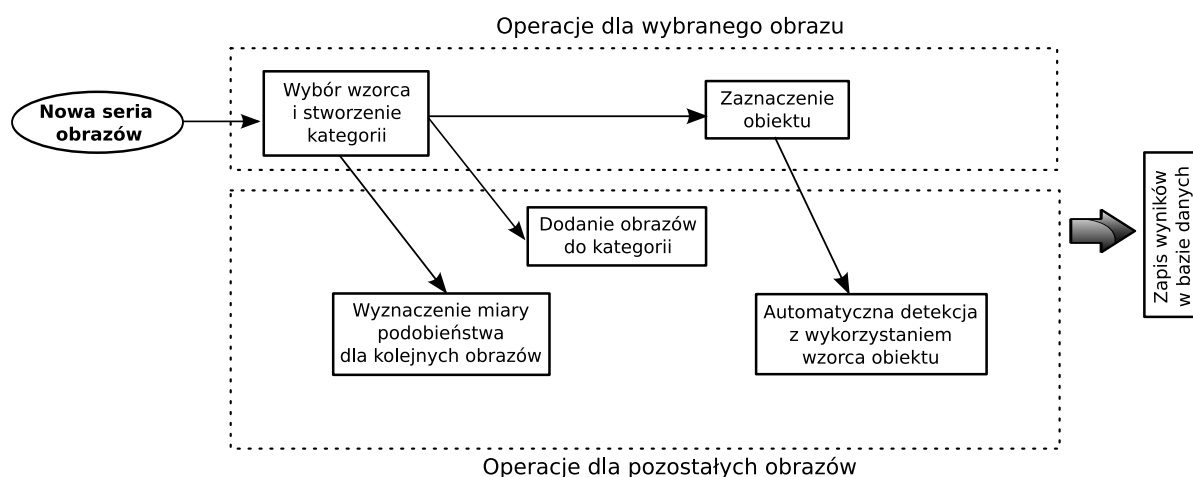 Operacje dla wybranego obrazu
Nowa seria
obrazów
Wybór wzorca
i stworzenie
kategorii
Zaznaczenie
obiektu
Dodanie obrazów
do kategorii
Wyznaczenie miary
podobieństwa
dla kolejnych obrazów
Automatyczna detekcja
z wykorzystaniem
wzorca obiektu
Zapis wyników
w bazie danych
Operacje dla pozostałych obrazów